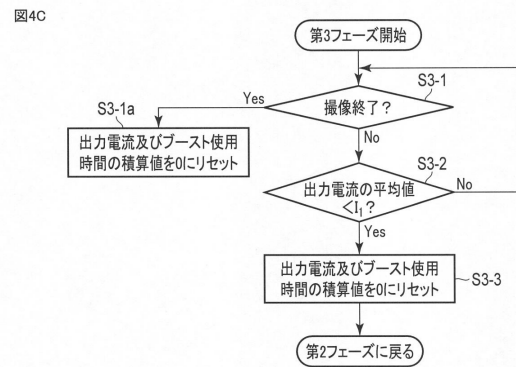 図4C
第3フェーズ開始
S3-1
撮像終了？
Yes
S3-1a
出力電流及びブースト使用
時間の積算値を0にリセット
No
S3-2
出力電流の平均値
<I₁？
No
Yes
出力電流及びブースト使用
時間の積算値を0にリセット
S3-3
第2フェーズに戻る